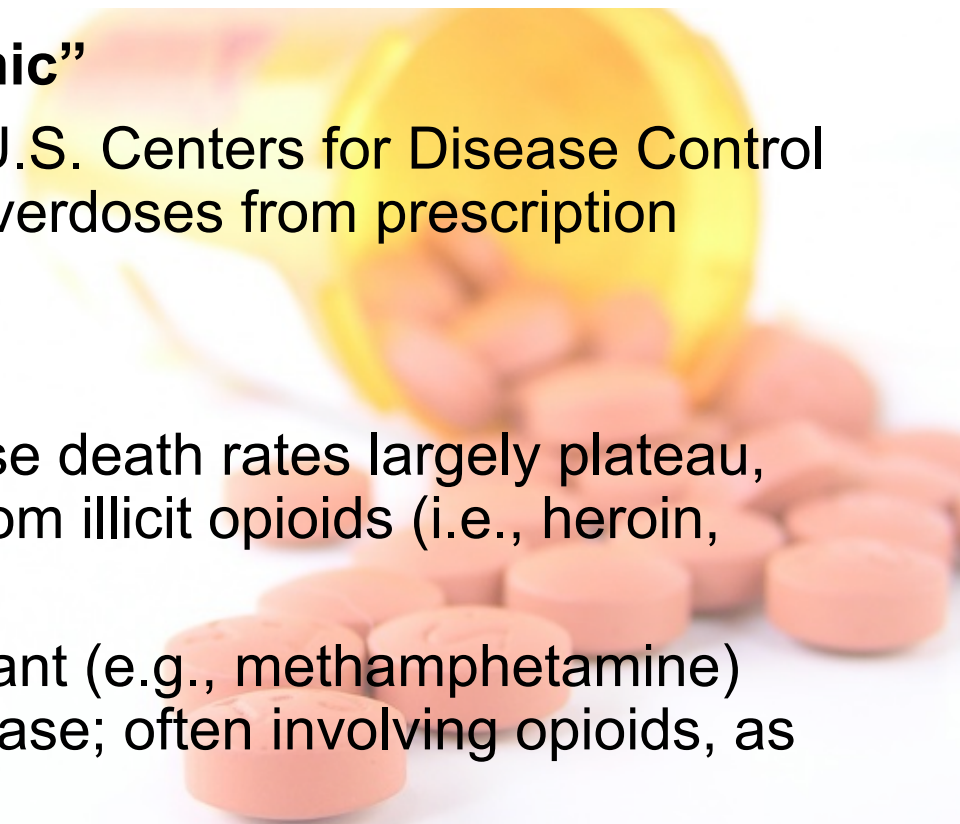 nic”
U.S. Centers for Disease Control
verdoses from prescription
se death rates largely plateau,
om illicit opioids (i.e., heroin,
ant (e.g., methamphetamine)
ase; often involving opioids, as